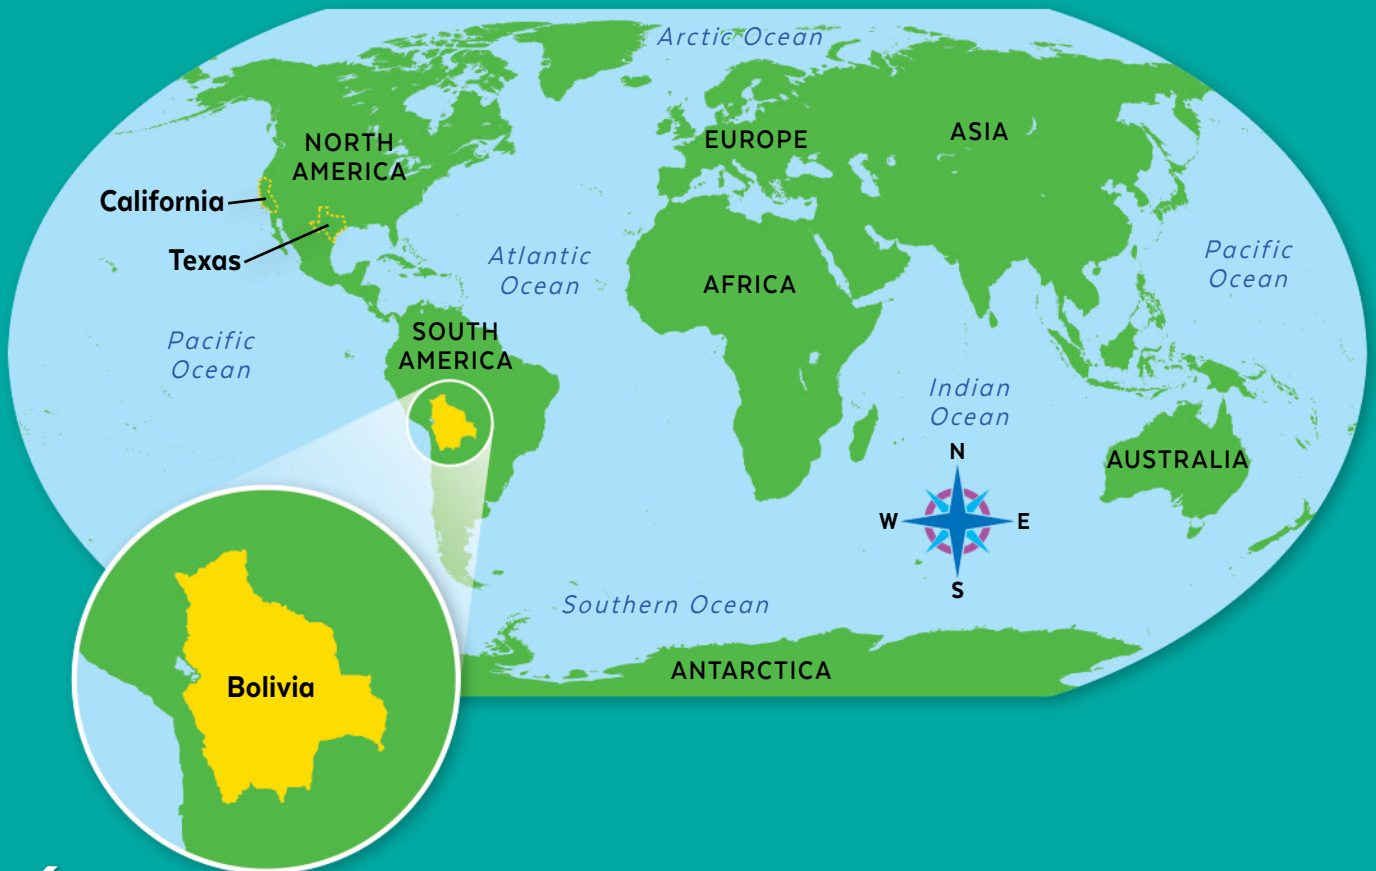 Arctic Ocean
NORTH
AMERICA
EUROPE
ASIA
California
Texas
Atlantic
Ocean
AFRICA
Pacific
Ocean
SOUTH
AMERICA
Pacific
Ocean
Indian
Ocean
AUSTRALIA
N
W
E
S
Southern Ocean
ANTARCTICA
Bolivia